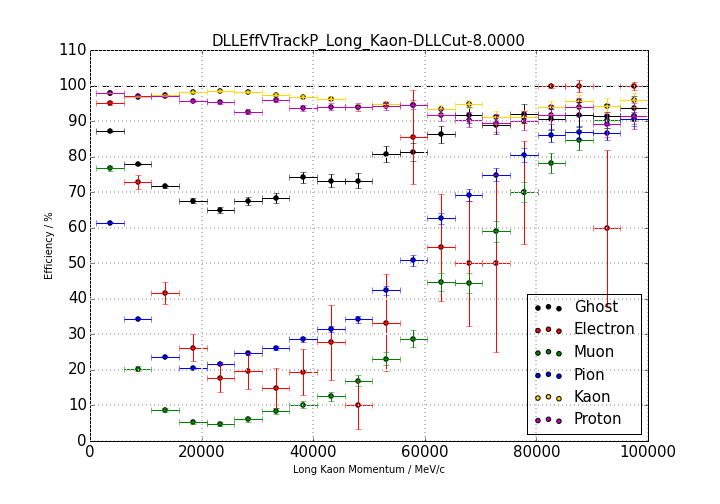 DLLEffVTrackP_Long_Kaon-DLLCut-8.0000
110
100
90
80
70
60
50
40
30
20
10
0
Efficiency / %
Ghost
Electron
Muon
Pion
Kaon
Proton
0 20000 40000 60000 80000 100000
Long Kaon Momentum / MeV/c